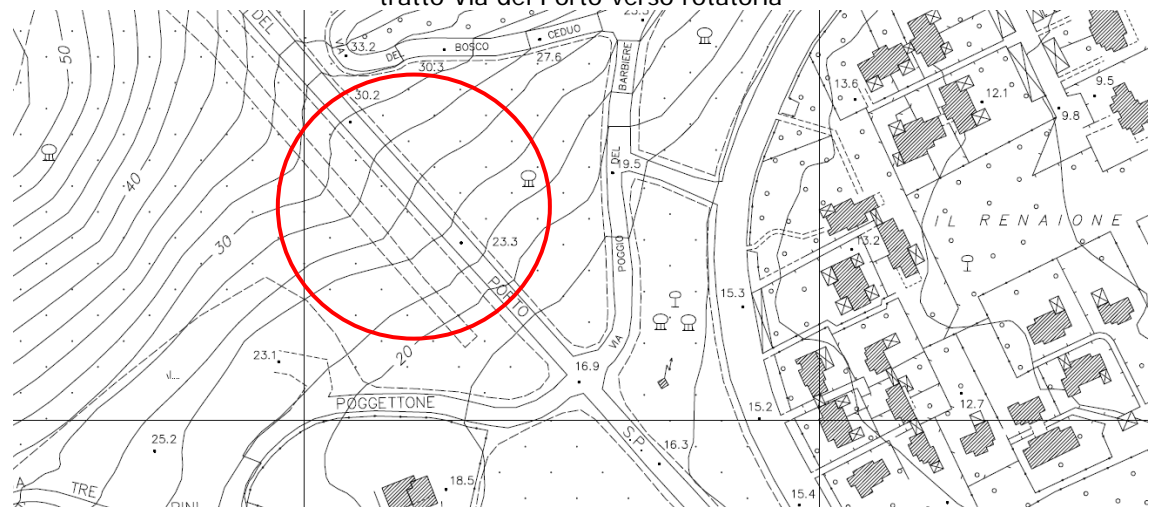 tratto Via del Porto verso rotatoria
DEL
VIA
33.2
DEL
BOSCO
CEDUO
30.3
27.6
BARBIERE
50
30.2
13.6
12.1
9.5
9.8
DEL
19.5
40
IL RENAIONE
30
23.3
13.2
POGGIO
PORTO
15.3
VIA
20
23.1
16.9
POGGETTONE
15.2
12.7
S.P
25.2
16.3
TRE
18.5
15.4